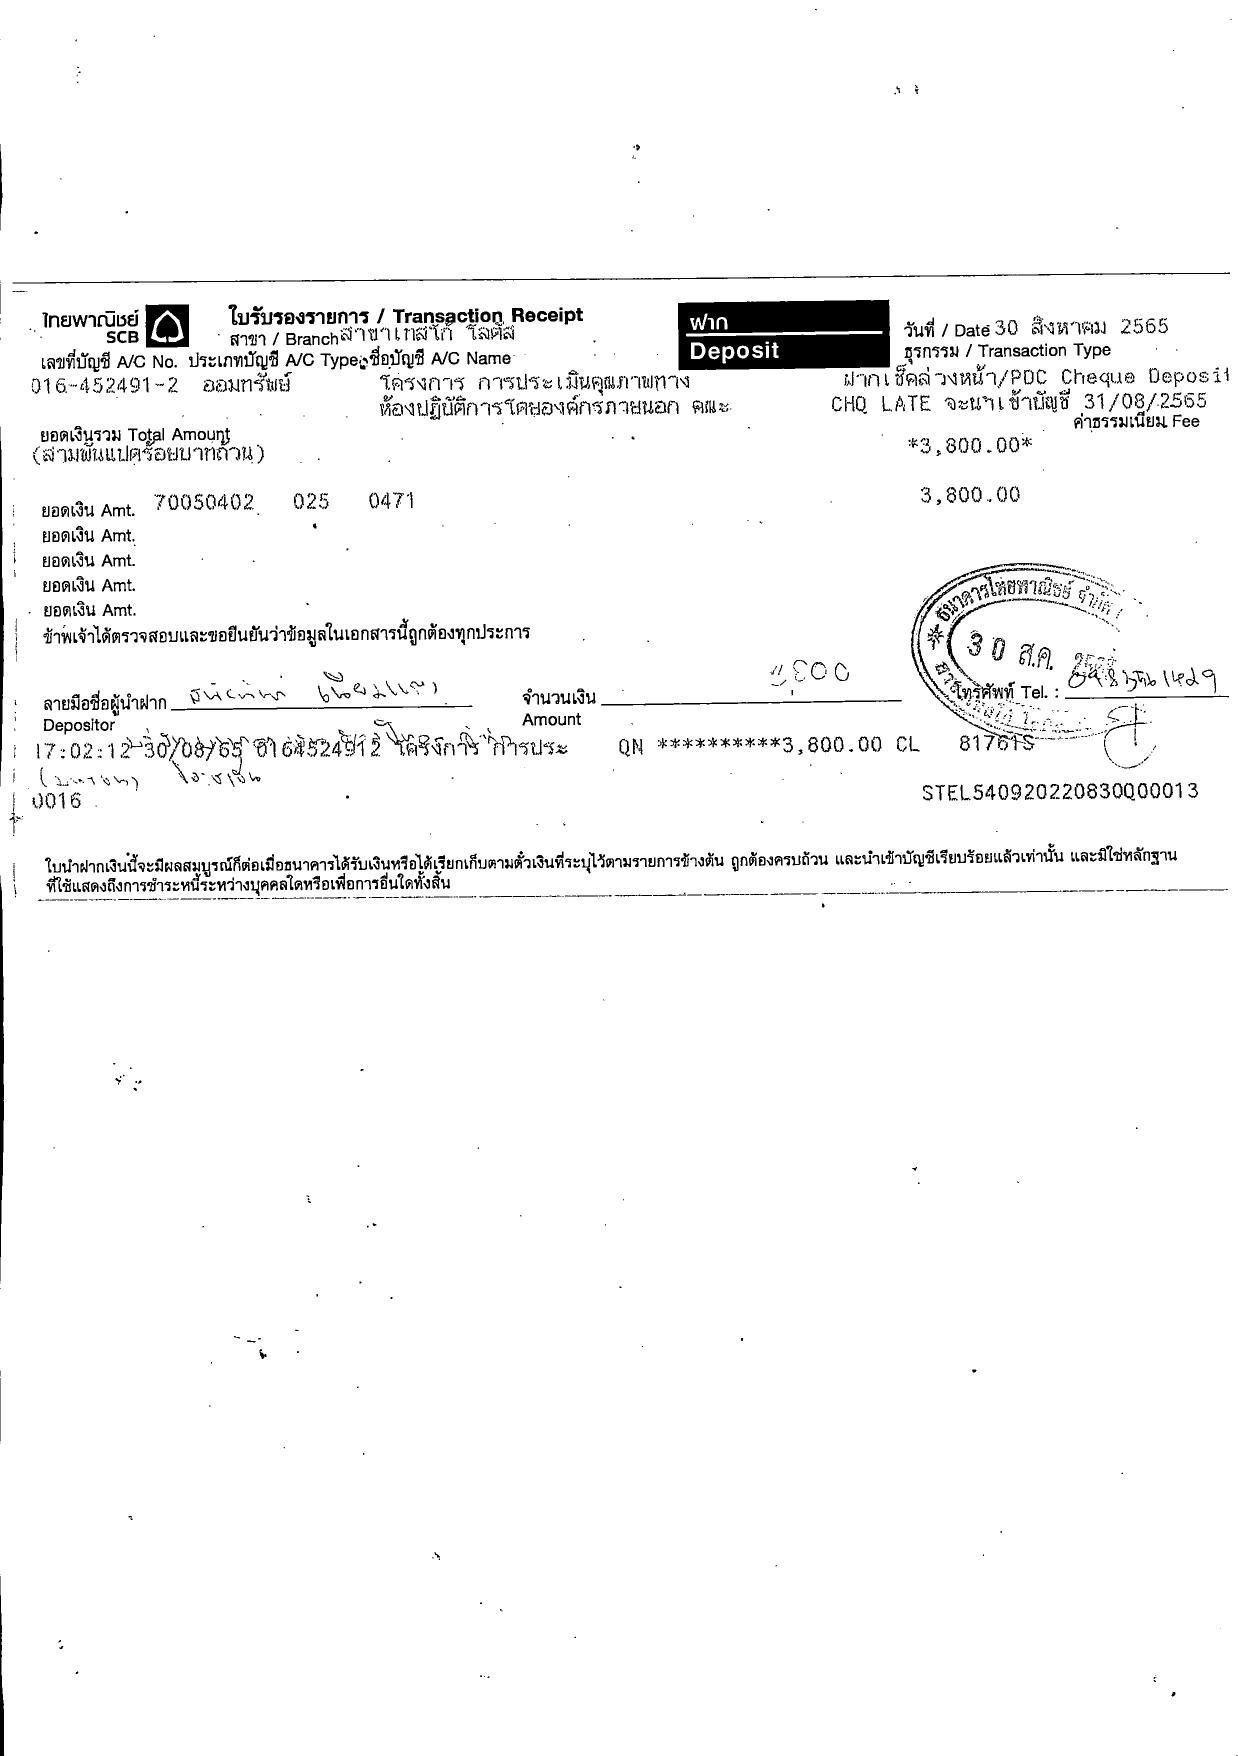 ไทยพาณิชย์
SCB
ใบรับรองรายการ / Transaction Receipt
สาขา / Branch สาขาเทสโก้ โลตัส
ฝาก
Deposit
วันที่ / Date 30 สิงหาคม 2565
ธุรกรรม / Transaction Type
เลขที่บัญชี A/C No. ประเภทบัญชี A/C Type ชื่อบัญชี A/C Name
016-452491-2 ออมทรัพย์ โครงการ การประเมินคุณภาพทาง
ฝากเช็คล่วงหน้า/PDC Cheque Deposit
ห้องปฏิบัติการโดยองค์กรภายนอก คณะ
CHQ LATE จะนำเข้าบัญชี 31/08/2565
ค่าธรรมเนียม Fee
ยอดเงินรวม Total Amount
(สามพันแปดร้อยบาทถ้วน) *3,800.00*
ยอดเงิน Amt. 70050402 025 0471 3,800.00
ยอดเงิน Amt.
ยอดเงิน Amt.
ยอดเงิน Amt.
ยอดเงิน Amt.
ข้าพเจ้าได้ตรวจสอบและขอยืนยันว่าข้อมูลในเอกสารนี้ถูกต้องทุกประการ
ธนาคารไทยพาณิชย์ จำกัด
30 ส.ค.
ลายมือชื่อผู้นำฝาก
Depositor
จำนวนเงิน 3,800
Amount
โทรศัพท์ Tel. :
17:02:12 30/08/65 0164524912 โครงการ การประ QN **********3,800.00 CL 81761S
0016 STEL540920220830Q00013
ใบนำฝากเงินนี้จะมีผลสมบูรณ์ก็ต่อเมื่อธนาคารได้รับเงินหรือได้เรียกเก็บตามตั๋วเงินที่ระบุไว้ตามรายการข้างต้น ถูกต้องครบถ้วน และนำเข้าบัญชีเรียบร้อยแล้วเท่านั้น และมิใช่หลักฐาน
ที่ใช้แสดงถึงการชำระหนี้ระหว่างบุคคลใดหรือเพื่อการอื่นใดทั้งสิ้น